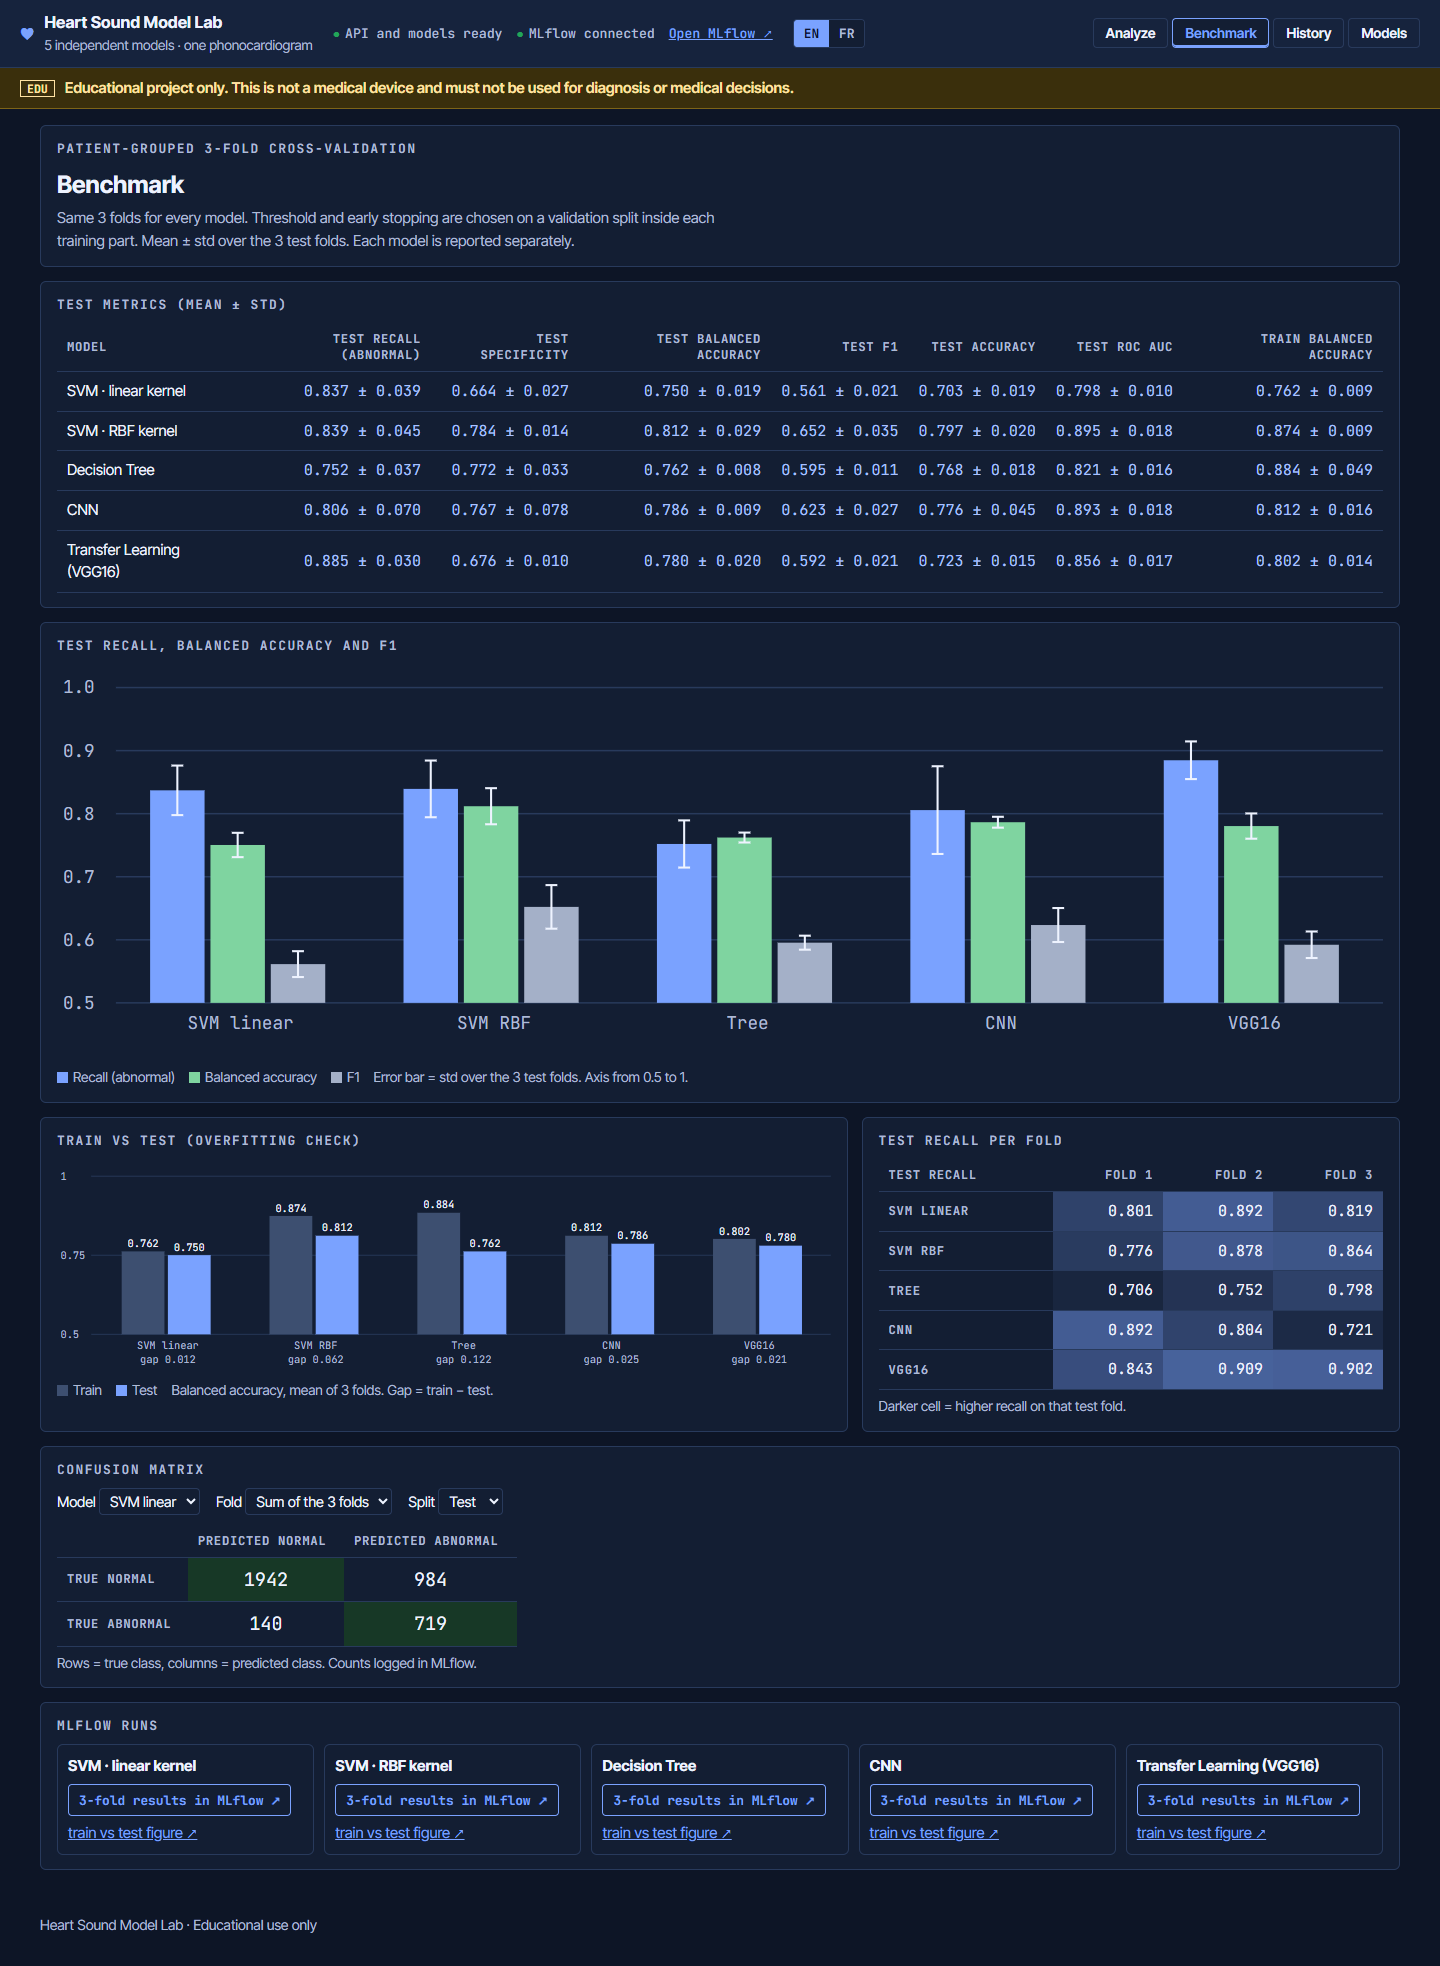 Heart Sound Model Lab
5 independent models · one phonocardiogram
API and models ready
MLflow connected
Open MLflow ↗
EN FR
Analyze Benchmark History Models
EDU Educational project only. This is not a medical device and must not be used for diagnosis or medical decisions.
PATIENT-GROUPED 3-FOLD CROSS-VALIDATION
Benchmark
Same 3 folds for every model. Threshold and early stopping are chosen on a validation split inside each
training part. Mean ± std over the 3 test folds. Each model is reported separately.
TEST METRICS (MEAN ± STD)
MODEL TEST RECALL (ABNORMAL) TEST SPECIFICITY TEST BALANCED ACCURACY TEST F1 TEST ACCURACY TEST ROC AUC TRAIN BALANCED ACCURACY
SVM · linear kernel 0.837 ± 0.039 0.664 ± 0.027 0.750 ± 0.019 0.561 ± 0.021 0.703 ± 0.019 0.798 ± 0.010 0.762 ± 0.009
SVM · RBF kernel 0.839 ± 0.045 0.784 ± 0.014 0.812 ± 0.029 0.652 ± 0.035 0.797 ± 0.020 0.895 ± 0.018 0.874 ± 0.009
Decision Tree 0.752 ± 0.037 0.772 ± 0.033 0.762 ± 0.008 0.595 ± 0.011 0.768 ± 0.018 0.821 ± 0.016 0.884 ± 0.049
CNN 0.806 ± 0.070 0.767 ± 0.078 0.786 ± 0.009 0.623 ± 0.027 0.776 ± 0.045 0.893 ± 0.018 0.812 ± 0.016
Transfer Learning (VGG16) 0.885 ± 0.030 0.676 ± 0.010 0.780 ± 0.020 0.592 ± 0.021 0.723 ± 0.015 0.856 ± 0.017 0.802 ± 0.014
TEST RECALL, BALANCED ACCURACY AND F1
1.0
0.9
0.8
0.7
0.6
0.5
SVM linear SVM RBF Tree CNN VGG16
Recall (abnormal) Balanced accuracy F1 Error bar = std over the 3 test folds. Axis from 0.5 to 1.
TRAIN VS TEST (OVERFITTING CHECK)
1
0.75
0.5
0.762 0.750 0.874 0.812 0.884 0.762 0.812 0.786 0.802 0.780
SVM linear SVM RBF Tree CNN VGG16
gap 0.012 gap 0.062 gap 0.122 gap 0.025 gap 0.021
Train Test Balanced accuracy, mean of 3 folds. Gap = train − test.
TEST RECALL PER FOLD
TEST RECALL FOLD 1 FOLD 2 FOLD 3
SVM LINEAR 0.801 0.892 0.819
SVM RBF 0.776 0.878 0.864
TREE 0.706 0.752 0.798
CNN 0.892 0.804 0.721
VGG16 0.843 0.909 0.902
Darker cell = higher recall on that test fold.
CONFUSION MATRIX
Model SVM linear Fold Sum of the 3 folds Split Test
PREDICTED NORMAL PREDICTED ABNORMAL
TRUE NORMAL 1942 984
TRUE ABNORMAL 140 719
Rows = true class, columns = predicted class. Counts logged in MLflow.
MLFLOW RUNS
SVM · linear kernel SVM · RBF kernel Decision Tree CNN Transfer Learning (VGG16)
3-fold results in MLflow ↗ 3-fold results in MLflow ↗ 3-fold results in MLflow ↗ 3-fold results in MLflow ↗ 3-fold results in MLflow ↗
train vs test figure ↗ train vs test figure ↗ train vs test figure ↗ train vs test figure ↗ train vs test figure ↗
Heart Sound Model Lab · Educational use only